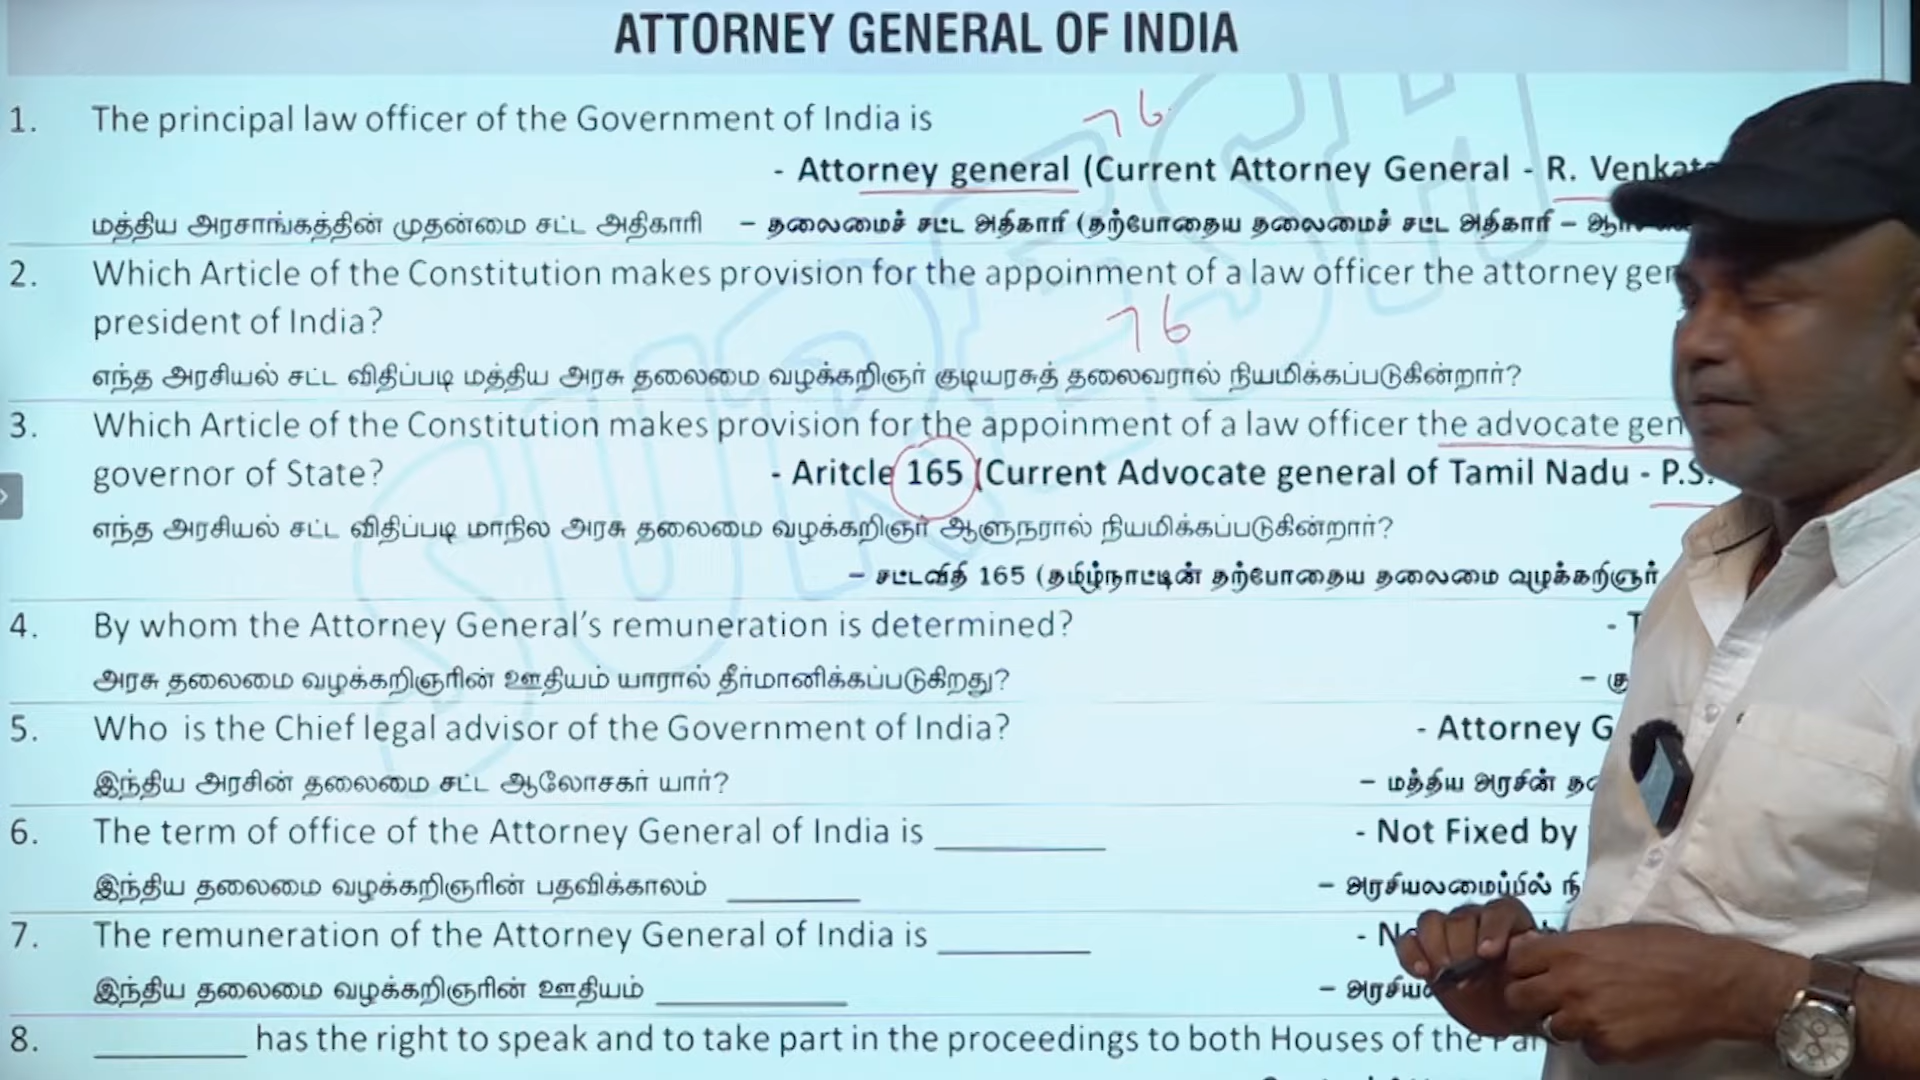 ATTORNEY GENERAL OF INDIA
1. The principal law officer of the Government of India is
76
- Attorney general (Current Attorney General - R.
மத்திய அரசாங்கத்தின் முதன்மை சட்ட அதிகாரி – தலைமைச் சட்ட அதிகாரி (தற்போதைய தலைமைச் சட்ட அதிகாரி –
2. Which Article of the Constitution makes provision for the appoinment of a law officer the attorney
president of India?
76
எந்த அரசியல் சட்ட விதிப்படி மத்திய அரசு தலைமை வழக்கறிஞர் குடியரசுத் தலைவரால் நியமிக்கப்படுகின்றார்?
3. Which Article of the Constitution makes provision for the appoinment of a law officer the advocate
governor of State? - Aritcle 165 (Current Advocate general of Tamil Nadu - P.S.
எந்த அரசியல் சட்ட விதிப்படி மாநில அரசு தலைமை வழக்கறிஞர் ஆளுநரால் நியமிக்கப்படுகின்றார்?
– சட்டவிதி 165 (தமிழ்நாட்டின் தற்போதைய தலைமை வழக்கறிஞர்
4. By whom the Attorney General's remuneration is determined? -
அரசு தலைமை வழக்கறிஞரின் ஊதியம் யாரால் தீர்மானிக்கப்படுகிறது? –
5. Who is the Chief legal advisor of the Government of India? - Attorney
இந்திய அரசின் தலைமை சட்ட ஆலோசகர் யார்? – மத்திய அரசின்
6. The term of office of the Attorney General of India is ________ - Not Fixed by
இந்திய தலைமை வழக்கறிஞரின் பதவிக்காலம் ________ – அரசியலமைப்பில்
7. The remuneration of the Attorney General of India is ________ -
இந்திய தலைமை வழக்கறிஞரின் ஊதியம் ________ –
8. ________ has the right to speak and to take part in the proceedings to both Houses of the
SURESH